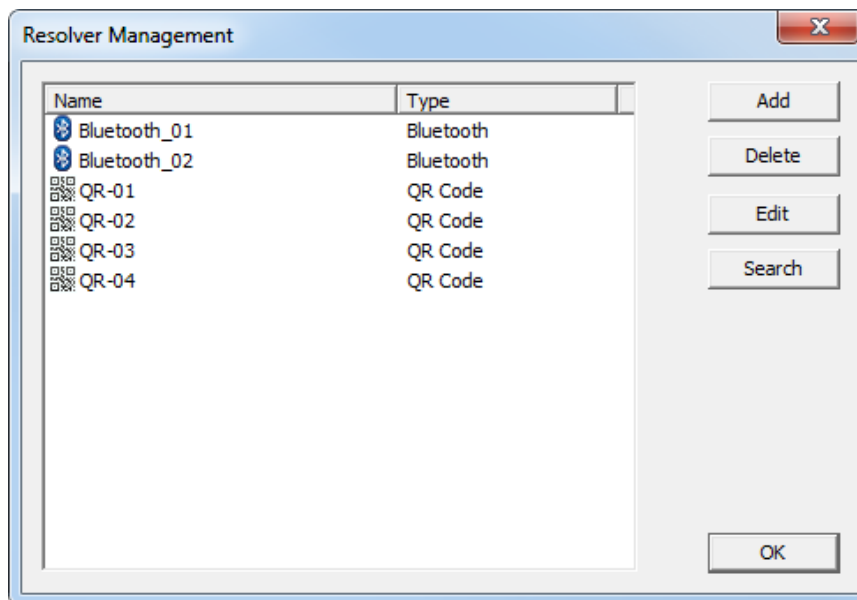 Resolver Management
Name Type
Bluetooth_01 Bluetooth
Bluetooth_02 Bluetooth
QR-01 QR Code
QR-02 QR Code
QR-03 QR Code
QR-04 QR Code
Add
Delete
Edit
Search
OK